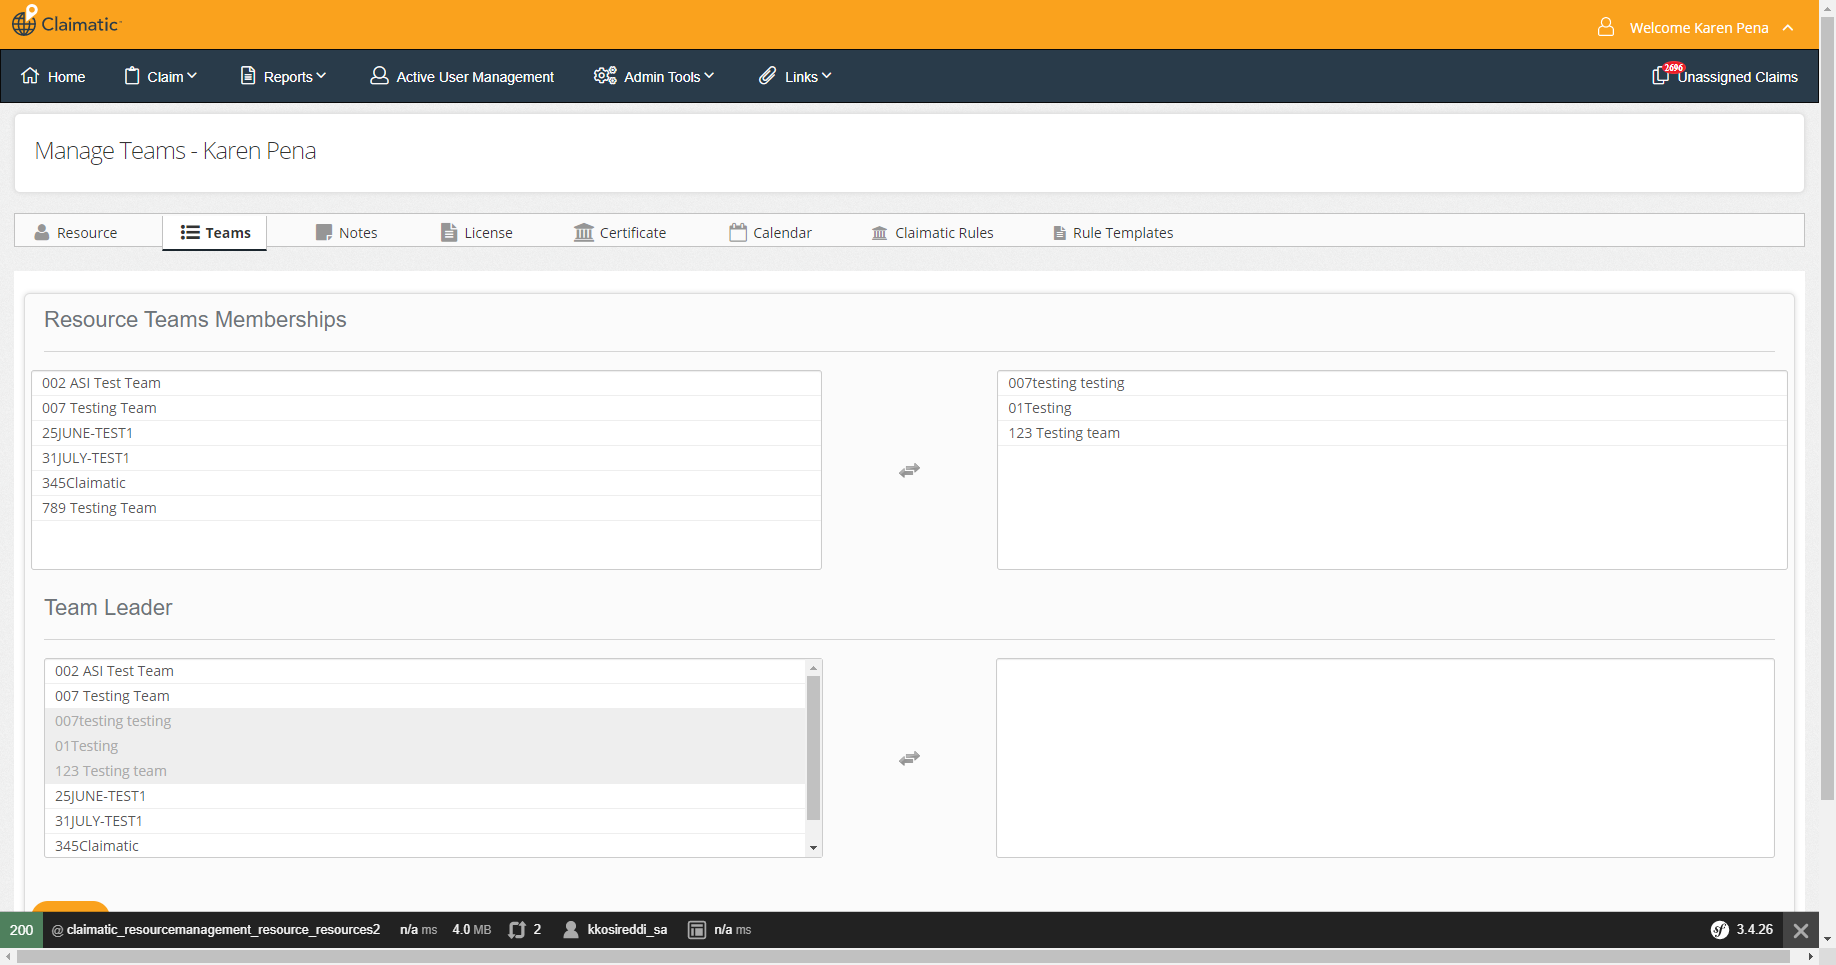 Claimatic
Welcome Karen Pena
Home
Claim
Reports
Active User Management
Admin Tools
Links
2696
Unassigned Claims
Manage Teams - Karen Pena
Resource
Teams
Notes
License
Certificate
Calendar
Claimatic Rules
Rule Templates
Resource Teams Memberships
002 ASI Test Team
007 Testing Team
25JUNE-TEST1
31JULY-TEST1
345Claimatic
789 Testing Team
007testing testing
01Testing
123 Testing team
Team Leader
002 ASI Test Team
007 Testing Team
007testing testing
01Testing
123 Testing team
25JUNE-TEST1
31JULY-TEST1
345Claimatic
200 @ claimatic_resourcemanagement_resource_resources2 n/a ms 4.0 MB 2 kkosireddi_sa n/a ms sf 3.4.26